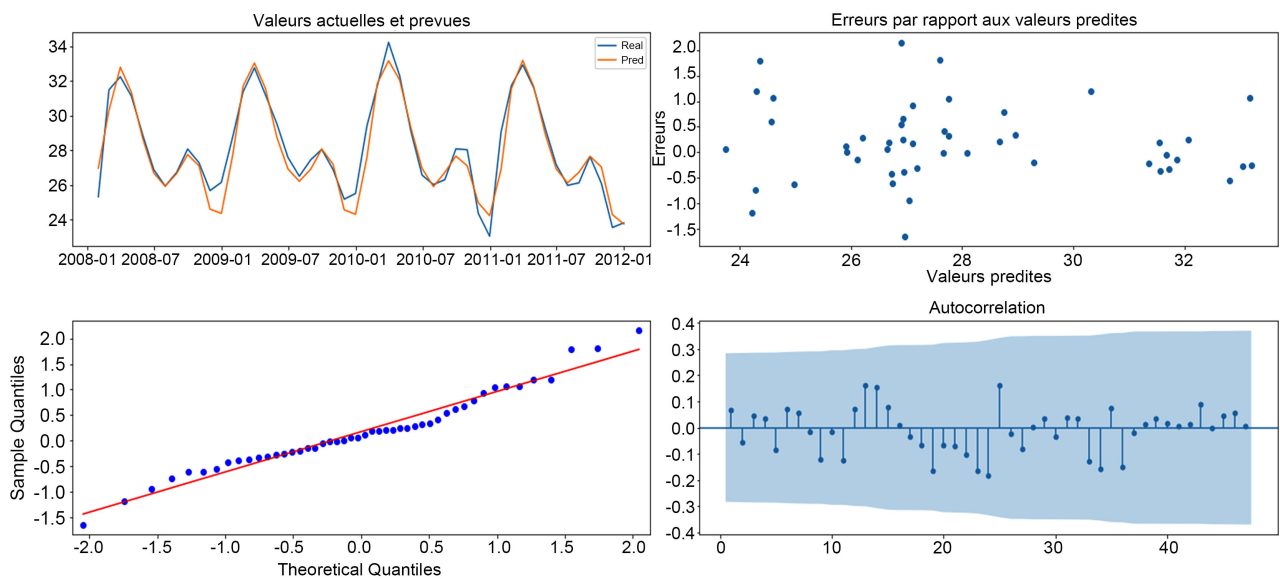 Valeurs actuelles et prevues
34
32
30
28
26
24
2008-01 2008-07 2009-01 2009-07 2010-01 2010-07 2011-01 2011-07 2012-01
Real
Pred
Erreurs par rapport aux valeurs predites
Erreurs
2.0
1.5
1.0
0.5
0.0
-0.5
-1.0
-1.5
24 26 28 30 32
Valeurs predites
Sample Quantiles
2.0
1.5
1.0
0.5
0.0
-0.5
-1.0
-1.5
-2.0 -1.5 -1.0 -0.5 0.0 0.5 1.0 1.5 2.0
Theoretical Quantiles
Autocorrelation
0.4
0.3
0.2
0.1
0.0
-0.1
-0.2
-0.3
-0.4
0 10 20 30 40